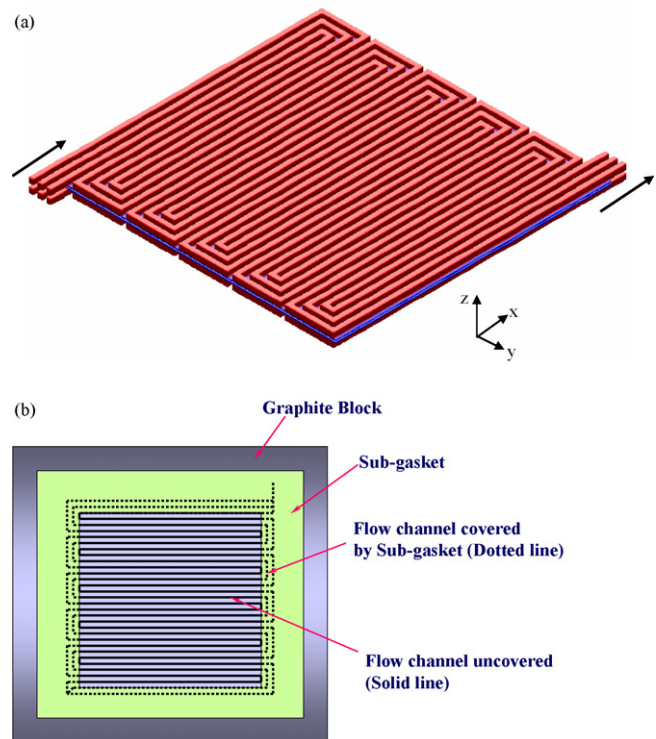 (a)
z
x
y
(b)
Graphite Block
Sub-gasket
Flow channel covered
by Sub-gasket (Dotted line)
Flow channel uncovered
(Solid line)